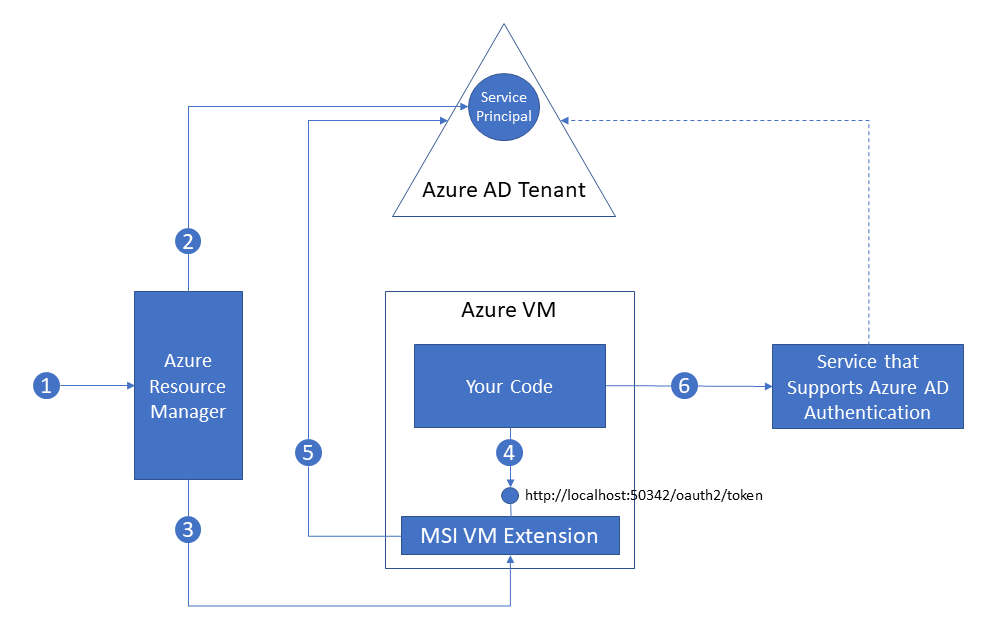 Service
Principal
Azure AD Tenant
2
Azure VM
Azure
Resource
Manager
1
Your Code
6
Service that
Supports Azure AD
Authentication
5
4
http://localhost:50342/oauth2/token
3
MSI VM Extension